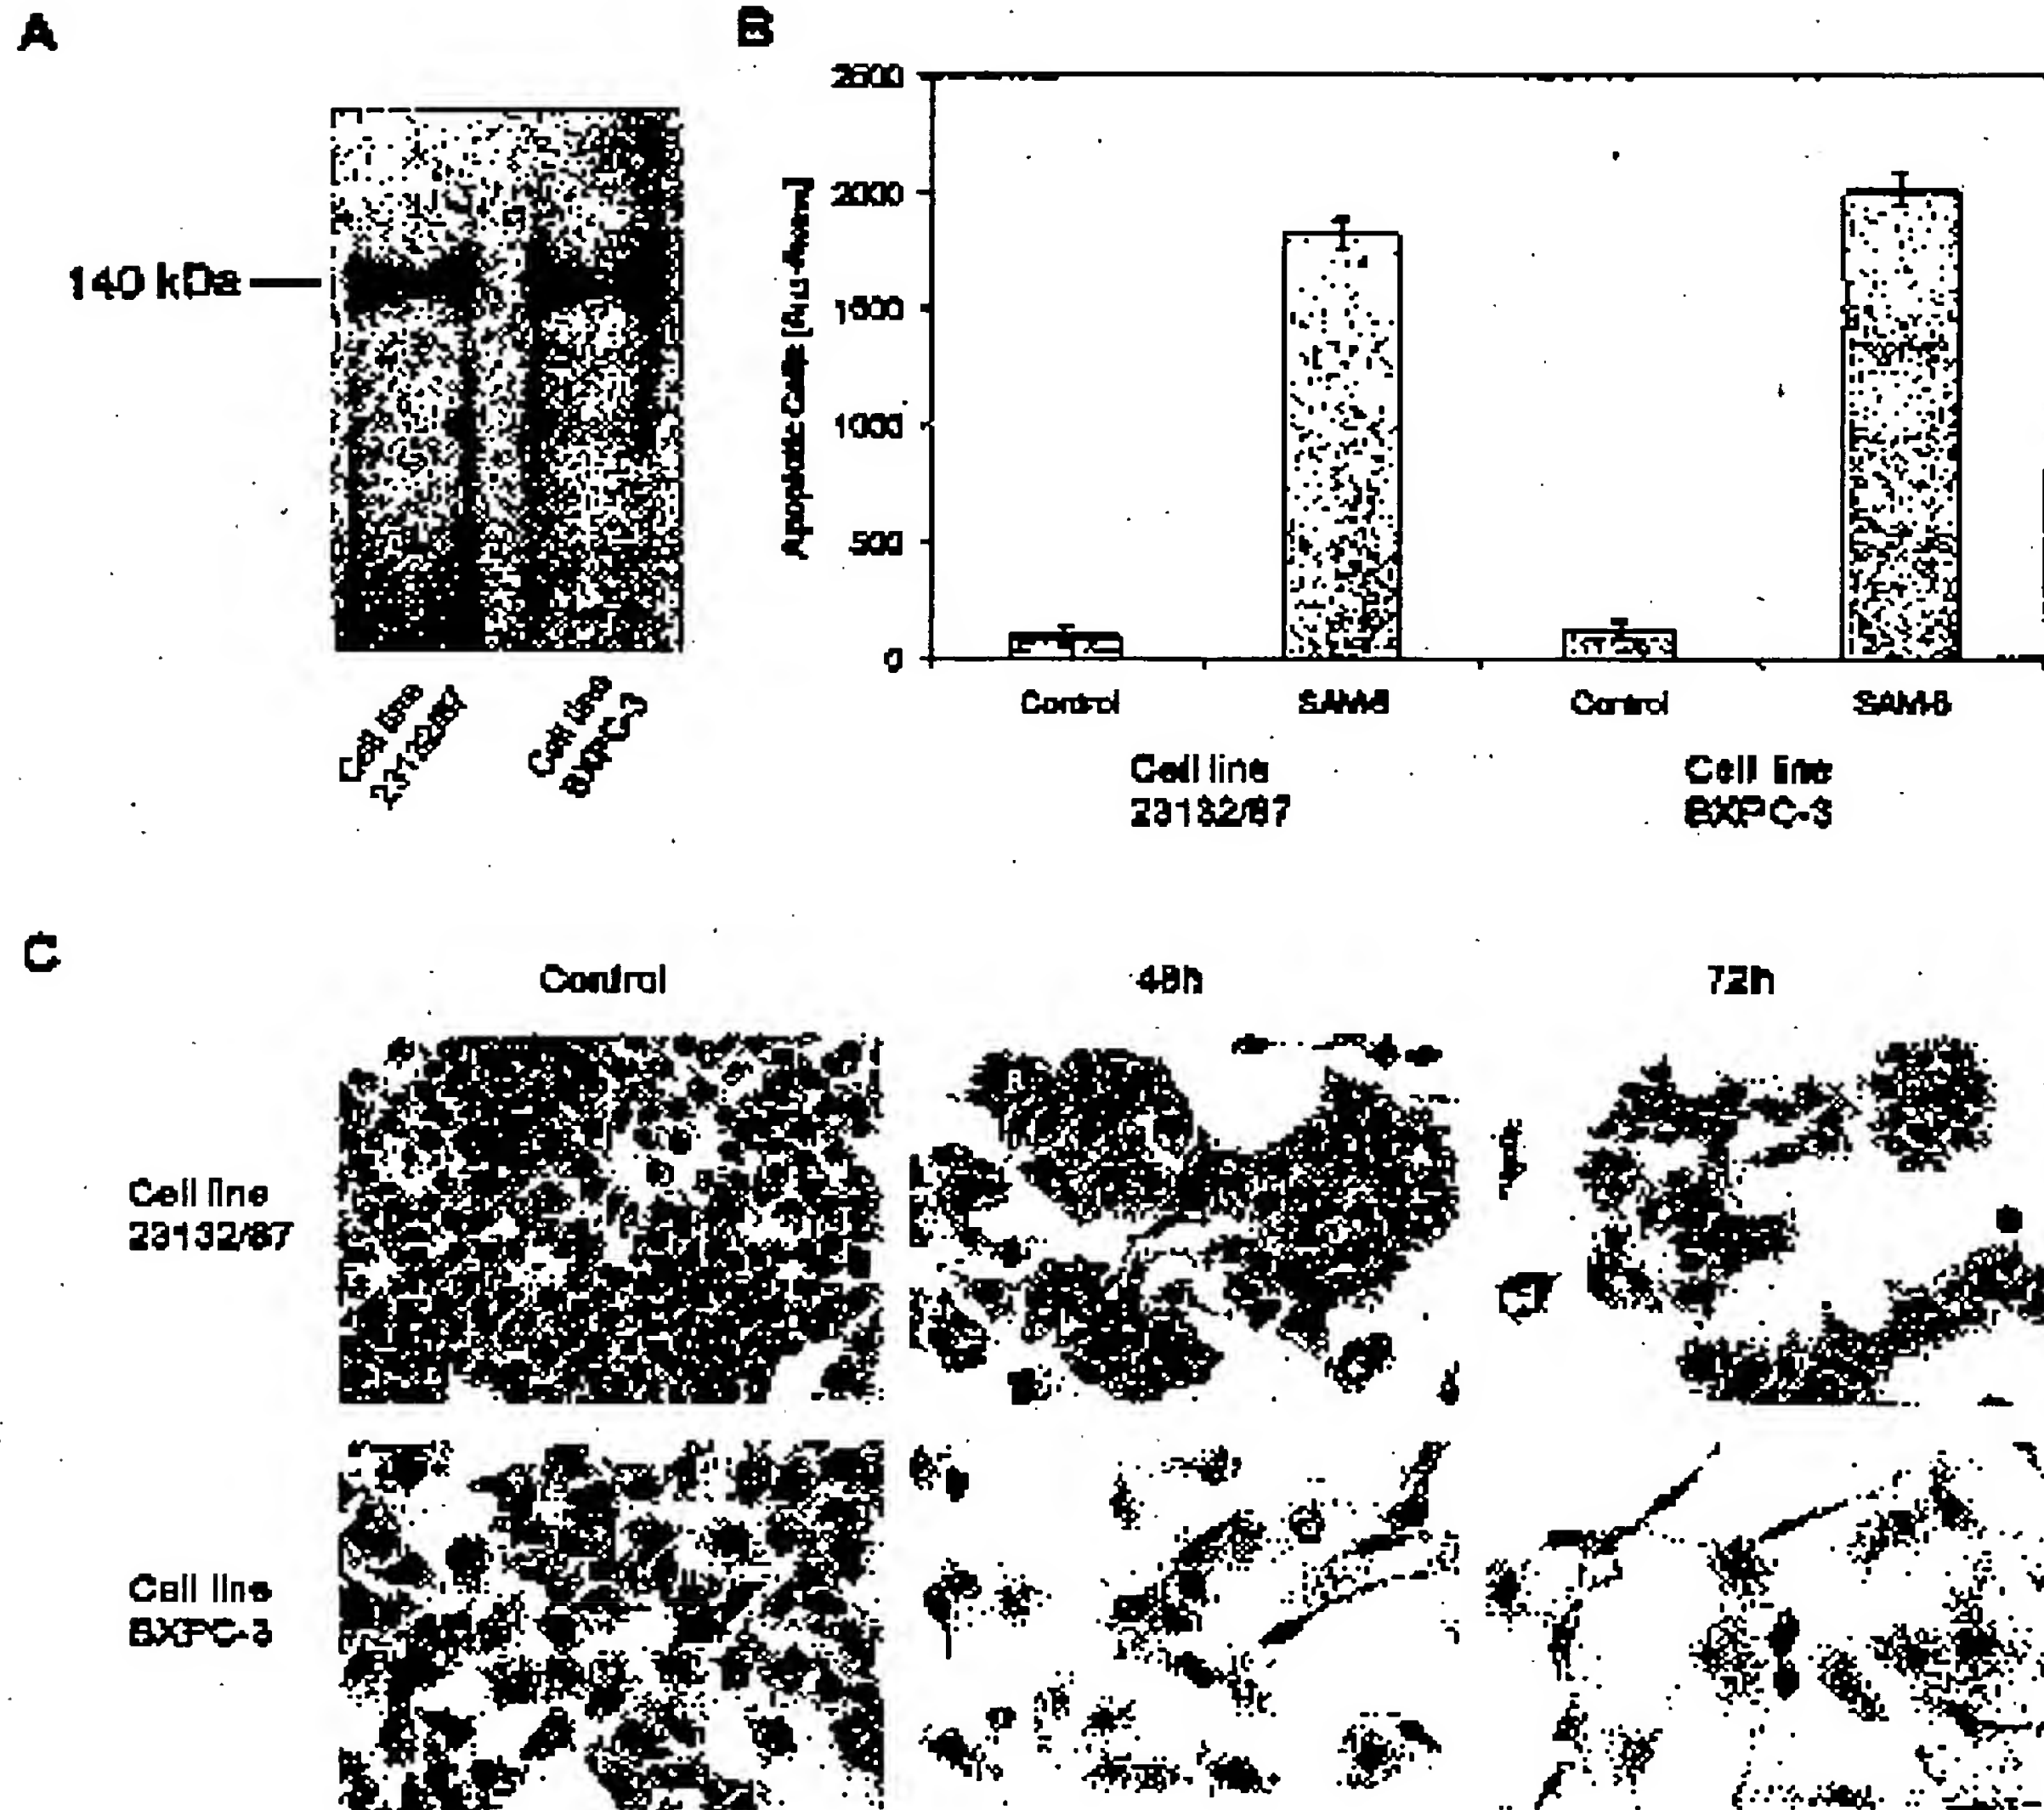 A
140 kDa
Cell line
23132/87
Cell line
BXPC-3
B
2500
2000
1500
1000
500
0
Control
SAM-6
Control
SAM-6
Cell line
23132/87
Cell line
BXPC-3
C
Control
48h
72h
Cell line
23132/87
Cell line
BXPC-3